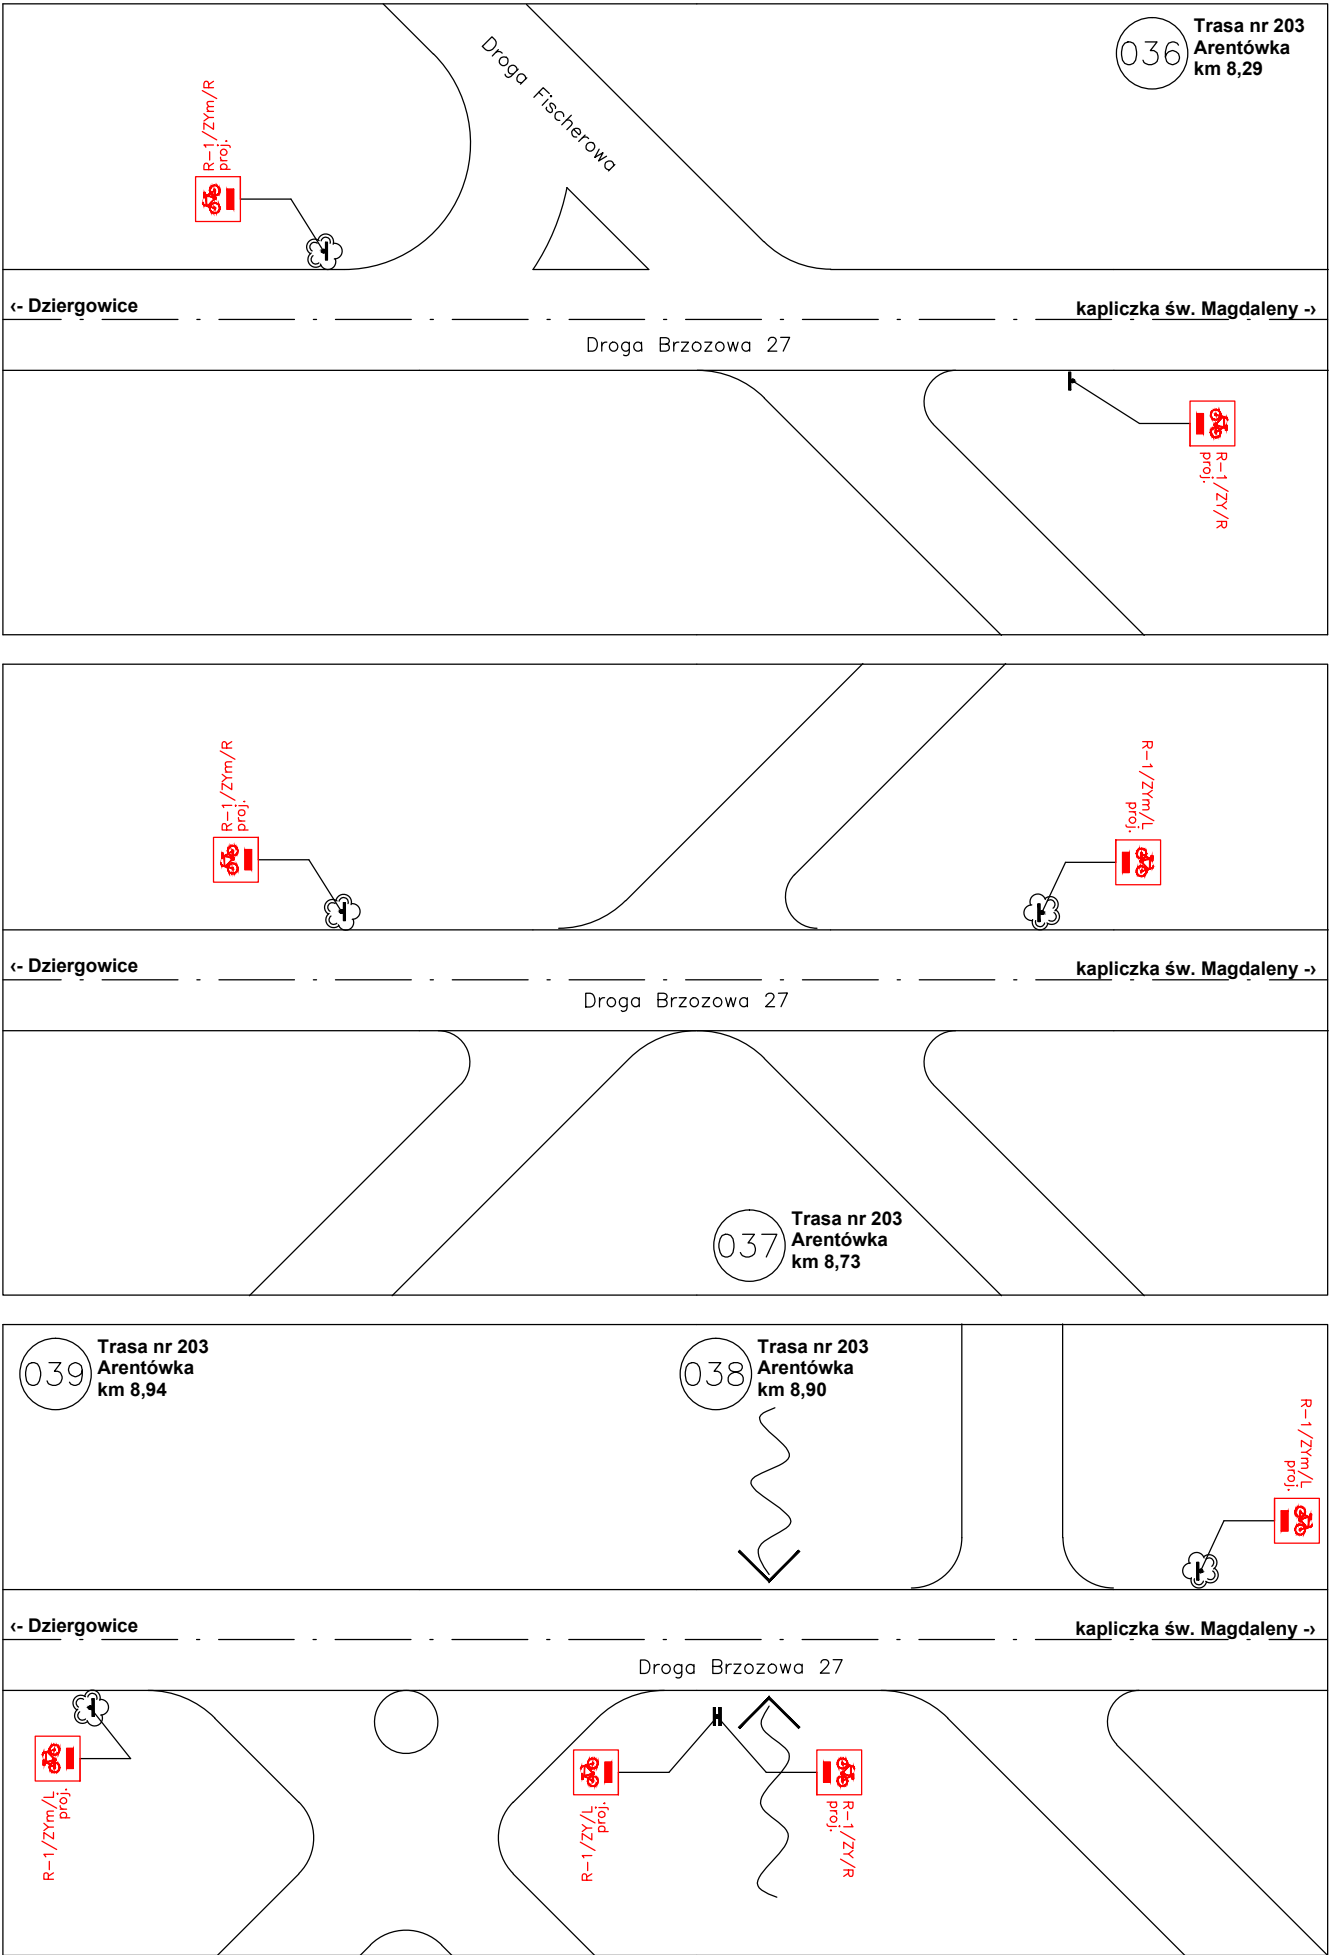 036
Trasa nr 203
Arentówka
km 8,29
Droga Fischerowa
R-1/ZYm/R
proj.
‹- Dziergowice
kapliczka św. Magdaleny -›
Droga Brzozowa 27
R-1/ZY/R
proj.
R-1/ZYm/R
proj.
R-1/ZYm/L
proj.
‹- Dziergowice
kapliczka św. Magdaleny -›
Droga Brzozowa 27
037
Trasa nr 203
Arentówka
km 8,73
039
Trasa nr 203
Arentówka
km 8,94
038
Trasa nr 203
Arentówka
km 8,90
R-1/ZYm/L
proj.
‹- Dziergowice
kapliczka św. Magdaleny -›
Droga Brzozowa 27
R-1/ZYm/L
proj.
R-1/ZY/L
proj.
R-1/ZY/R
proj.